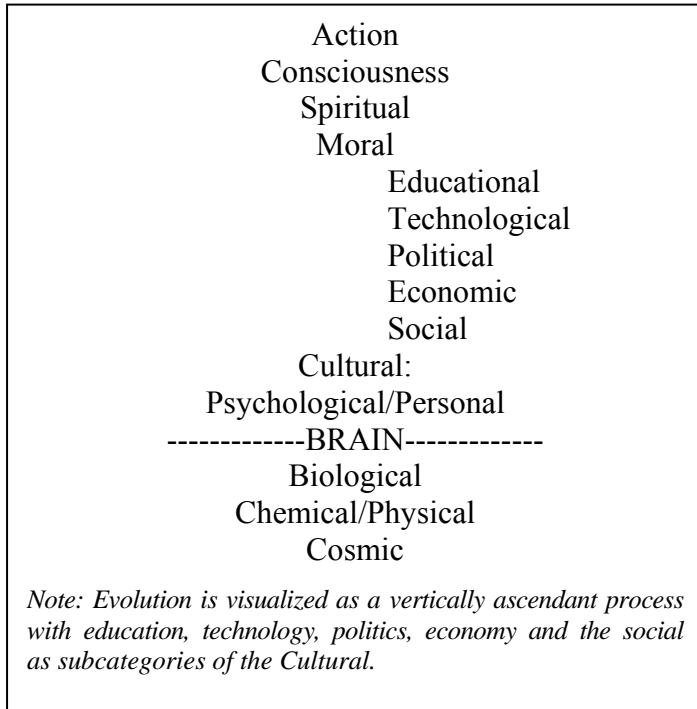 Action
Consciousness
Spiritual
Moral
Educational
Technological
Political
Economic
Social
Cultural:
Psychological/Personal
-------------BRAIN-------------
Biological
Chemical/Physical
Cosmic
Note: Evolution is visualized as a vertically ascendant process
with education, technology, politics, economy and the social
as subcategories of the Cultural.